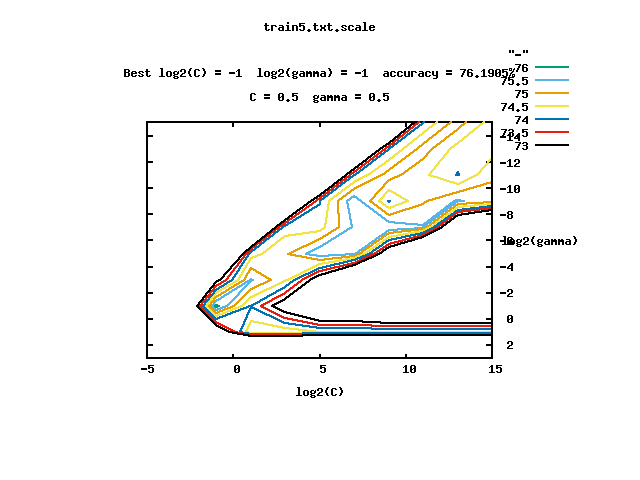 train5.txt.scale
"-"
Best log2(C) = -1  log2(gamma) = -1  accuracy = 76.1905%
76
75.5
C = 0.5  gamma = 0.5
75
74.5
74
73.5
73
-14
-12
-10
-8
-6
log2(gamma)
-4
-2
0
2
-5 0 5 10 15
log2(C)